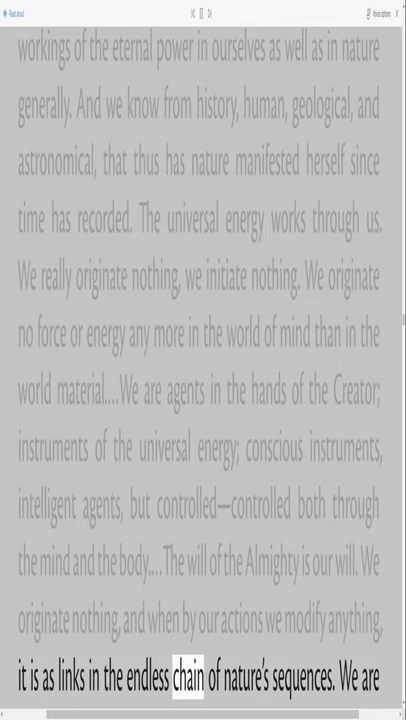 Read aloud
Voice options
workings of the eternal power in ourselves as well as in nature
generally. And we know from history, human, geological, and
astronomical, that thus has nature manifested herself since
time has recorded. The universal energy works through us.
We really originate nothing, we initiate nothing. We originate
no force or energy any more in the world of mind than in the
world material....We are agents in the hands of the Creator;
instruments of the universal energy; conscious instruments,
intelligent agents, but controlled—controlled both through
the mind and the body....The will of the Almighty is our will. We
originate nothing, and when by our actions we modify anything,
it is as links in the endless chain of nature's sequences. We are